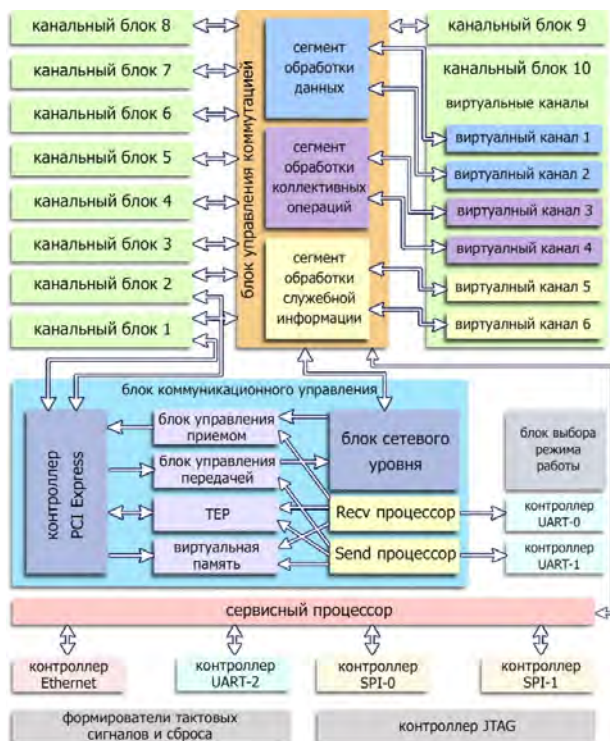 канальный блок 8
канальный блок 7
канальный блок 6
канальный блок 5
канальный блок 4
канальный блок 3
канальный блок 2
канальный блок 1
блок управления коммутацией
сегмент
обработки
данных
сегмент
обработки
коллективных
операций
сегмент
обработки
служебной
информации
канальный блок 9
канальный блок 10
виртуальные каналы
виртуалный канал 1
виртуалный канал 2
виртуалный канал 3
виртуалный канал 4
виртуалный канал 5
виртуалный канал 6
блок коммуникационного управления
контроллер
PCI Express
блок управления
приемом
блок управления
передачей
TEP
виртуальная
память
блок сетевого
уровня
Recv процессор
Send процессор
блок выбора
режима
работы
контроллер
UART-0
контроллер
UART-1
сервисный процессор
контроллер
Ethernet
контроллер
UART-2
контроллер
SPI-0
контроллер
SPI-1
формирователи тактовых
сигналов и сброса
контроллер JTAG